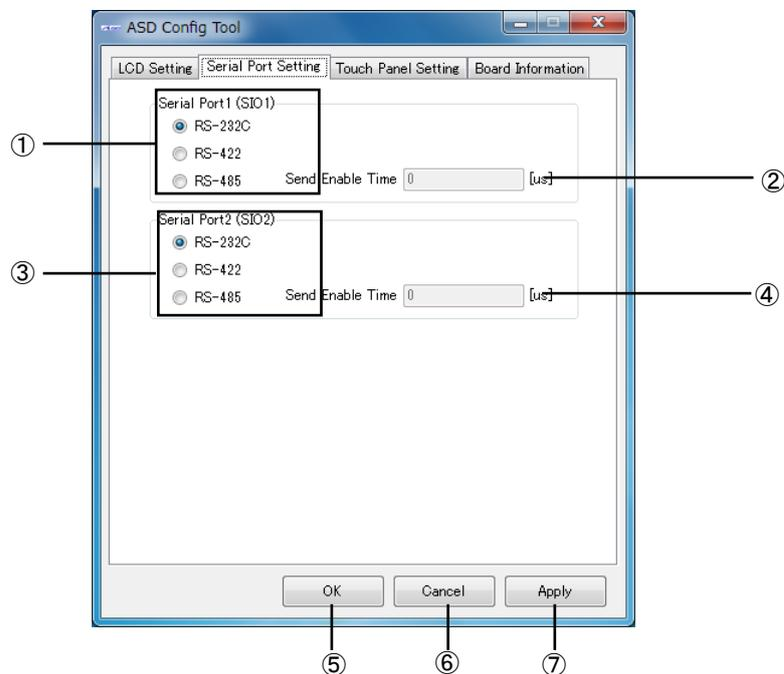 ASD Config Tool
LCD Setting Serial Port Setting Touch Panel Setting Board Information
Serial Port1 (SIO1)
RS-232C
① RS-422
RS-485 Send Enable Time 0 [us] ②
Serial Port2 (SIO2)
RS-232C
③ RS-422
RS-485 Send Enable Time 0 [us] ④
OK Cancel Apply
⑤ ⑥ ⑦